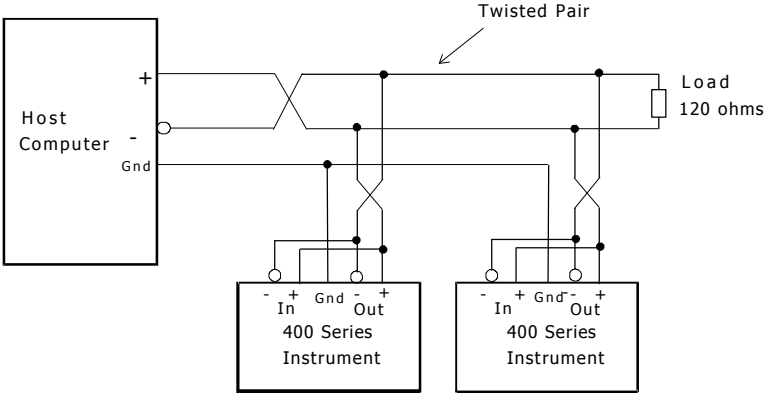 Twisted Pair
+
Host
Computer
-
Gnd
Load
120 ohms
- + Gnd - +
In Out
400 Series
Instrument
- + Gnd -- +
In Out
400 Series
Instrument